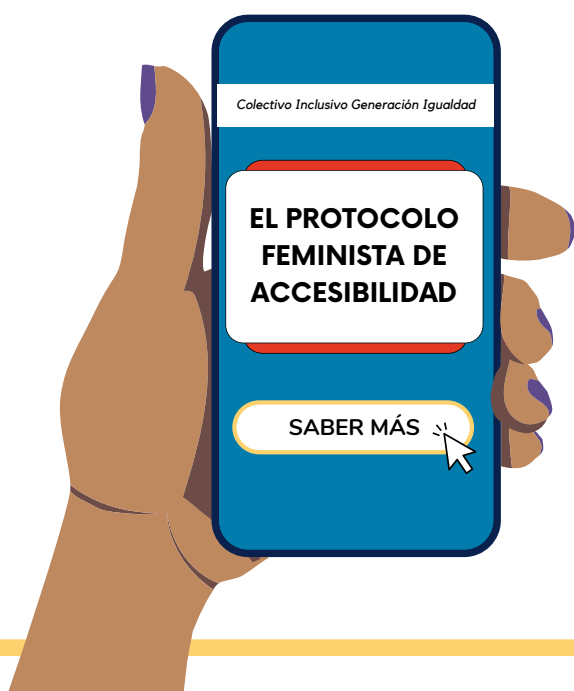 Colectivo Inclusivo Generación Igualdad
EL PROTOCOLO
FEMINISTA DE
ACCESIBILIDAD
SABER MÁS